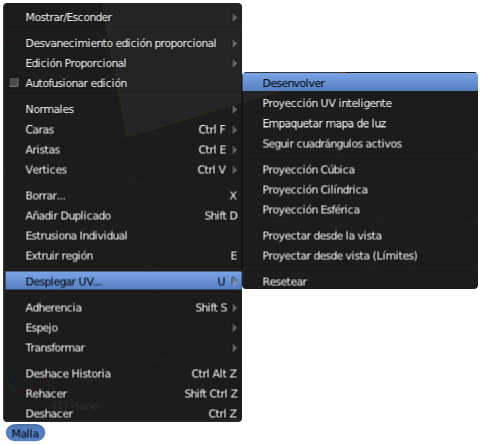 Mostrar/Esconder
Desvanecimiento edición proporcional
Edición Proporcional
Autofusionar edición
Normales
Caras Ctrl F
Aristas Ctrl E
Vertices Ctrl V
Borrar... X
Añadir Duplicado Shift D
Estrusiona Individual
Extruir región E
Desplegar UV... U
Adherencia Shift S
Espejo
Transformar
Deshace Historia Ctrl Alt Z
Rehacer Shift Ctrl Z
(1) Plane
Deshacer Ctrl Z
Malla
Desenvolver
Proyección UV inteligente
Empaquetar mapa de luz
Seguir cuadrángulos activos
Proyección Cúbica
Proyección Cilíndrica
Proyección Esférica
Proyectar desde la vista
Proyectar desde vista (Límites)
Resetear